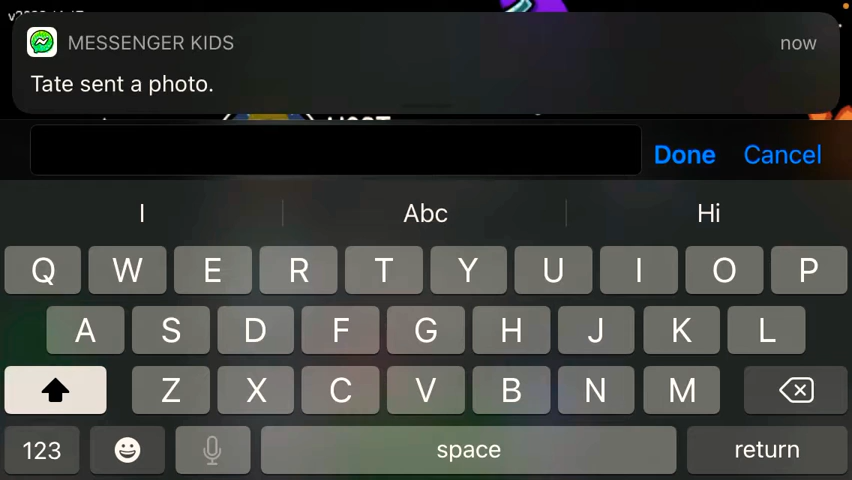 MESSENGER KIDS now
Tate sent a photo.
Done Cancel
I Abc Hi
Q W E R T Y U I O P
A S D F G H J K L
Z X C V B N M
123 space return